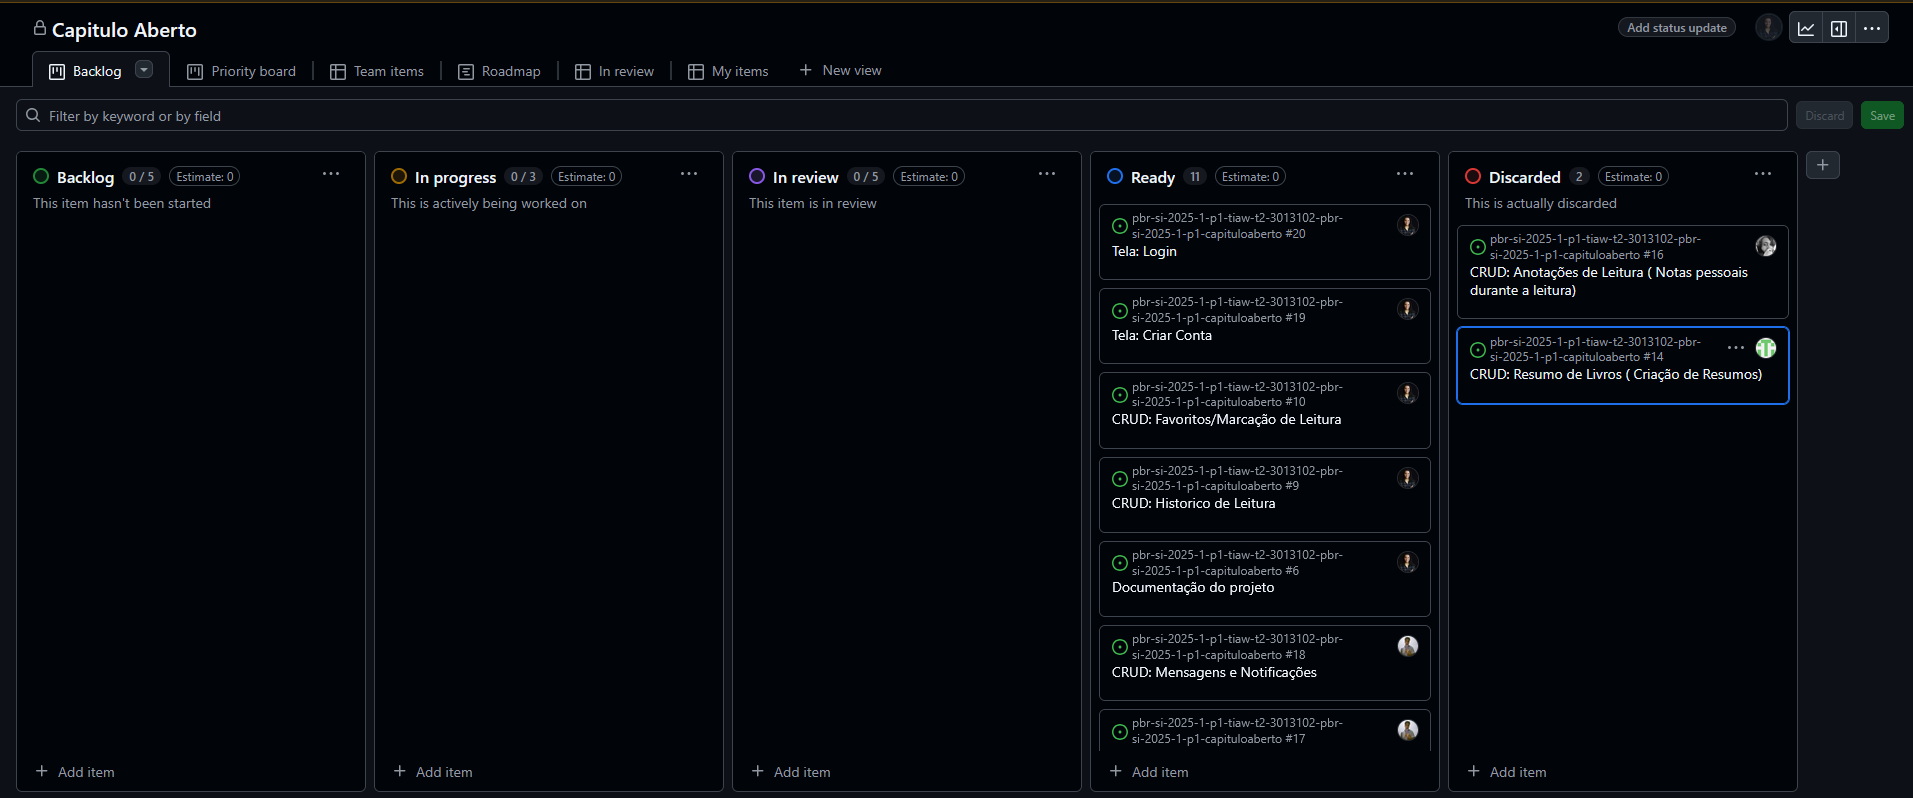 Capitulo Aberto
Add status update
Backlog
Priority board
Team items
Roadmap
In review
My items
New view
Filter by keyword or by field
Discard
Save
Backlog 0 / 5 Estimate: 0
This item hasn't been started
Add item
In progress 0 / 3 Estimate: 0
This is actively being worked on
Add item
In review 0 / 5 Estimate: 0
This item is in review
Add item
Ready 11 Estimate: 0
pbr-si-2025-1-p1-tiaw-t2-3013102-pbr-
si-2025-1-p1-capituloaberto #20
Tela: Login
pbr-si-2025-1-p1-tiaw-t2-3013102-pbr-
si-2025-1-p1-capituloaberto #19
Tela: Criar Conta
pbr-si-2025-1-p1-tiaw-t2-3013102-pbr-
si-2025-1-p1-capituloaberto #10
CRUD: Favoritos/Marcação de Leitura
pbr-si-2025-1-p1-tiaw-t2-3013102-pbr-
si-2025-1-p1-capituloaberto #9
CRUD: Historico de Leitura
pbr-si-2025-1-p1-tiaw-t2-3013102-pbr-
si-2025-1-p1-capituloaberto #6
Documentação do projeto
pbr-si-2025-1-p1-tiaw-t2-3013102-pbr-
si-2025-1-p1-capituloaberto #18
CRUD: Mensagens e Notificações
pbr-si-2025-1-p1-tiaw-t2-3013102-pbr-
si-2025-1-p1-capituloaberto #17
Add item
Discarded 2 Estimate: 0
This is actually discarded
pbr-si-2025-1-p1-tiaw-t2-3013102-pbr-
si-2025-1-p1-capituloaberto #16
CRUD: Anotações de Leitura ( Notas pessoais
durante a leitura)
pbr-si-2025-1-p1-tiaw-t2-3013102-pbr-
si-2025-1-p1-capituloaberto #14
CRUD: Resumo de Livros ( Criação de Resumos)
Add item